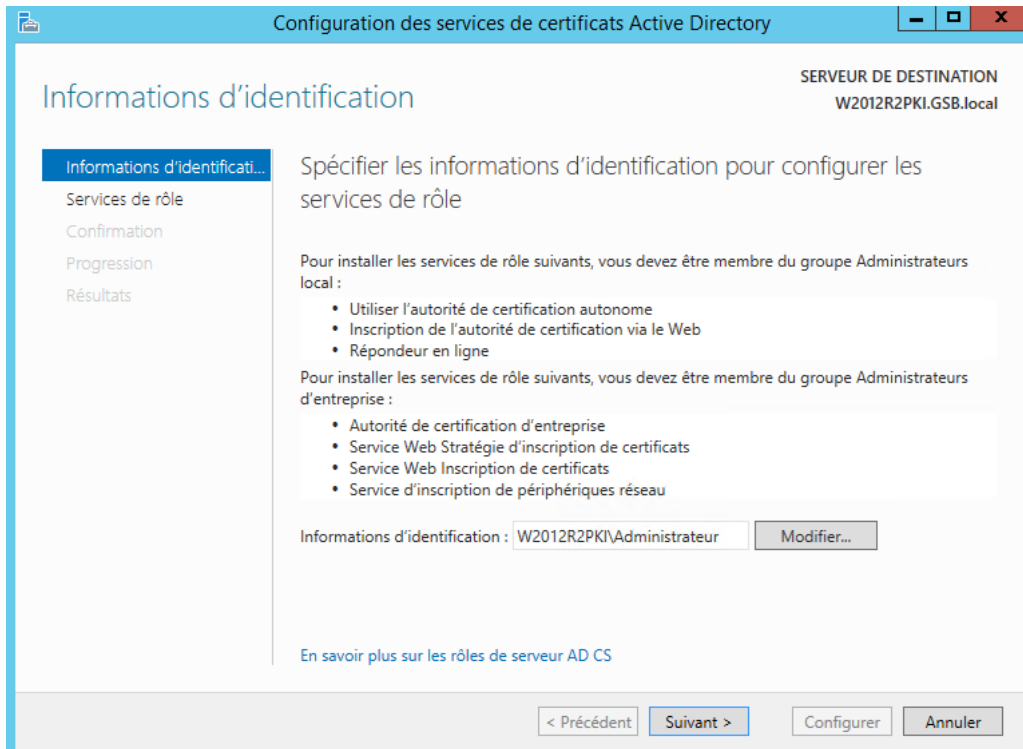 Configuration des services de certificats Active Directory
Informations d'identification
SERVEUR DE DESTINATION
W2012R2PKI.GSB.local
Informations d'identificati...
Services de rôle
Confirmation
Progression
Résultats
Spécifier les informations d'identification pour configurer les
services de rôle
Pour installer les services de rôle suivants, vous devez être membre du groupe Administrateurs
local :
• Utiliser l'autorité de certification autonome
• Inscription de l'autorité de certification via le Web
• Répondeur en ligne
Pour installer les services de rôle suivants, vous devez être membre du groupe Administrateurs
d'entreprise :
• Autorité de certification d'entreprise
• Service Web Stratégie d'inscription de certificats
• Service Web Inscription de certificats
• Service d'inscription de périphériques réseau
Informations d'identification : W2012R2PKI\Administrateur Modifier...
En savoir plus sur les rôles de serveur AD CS
< Précédent Suivant > Configurer Annuler